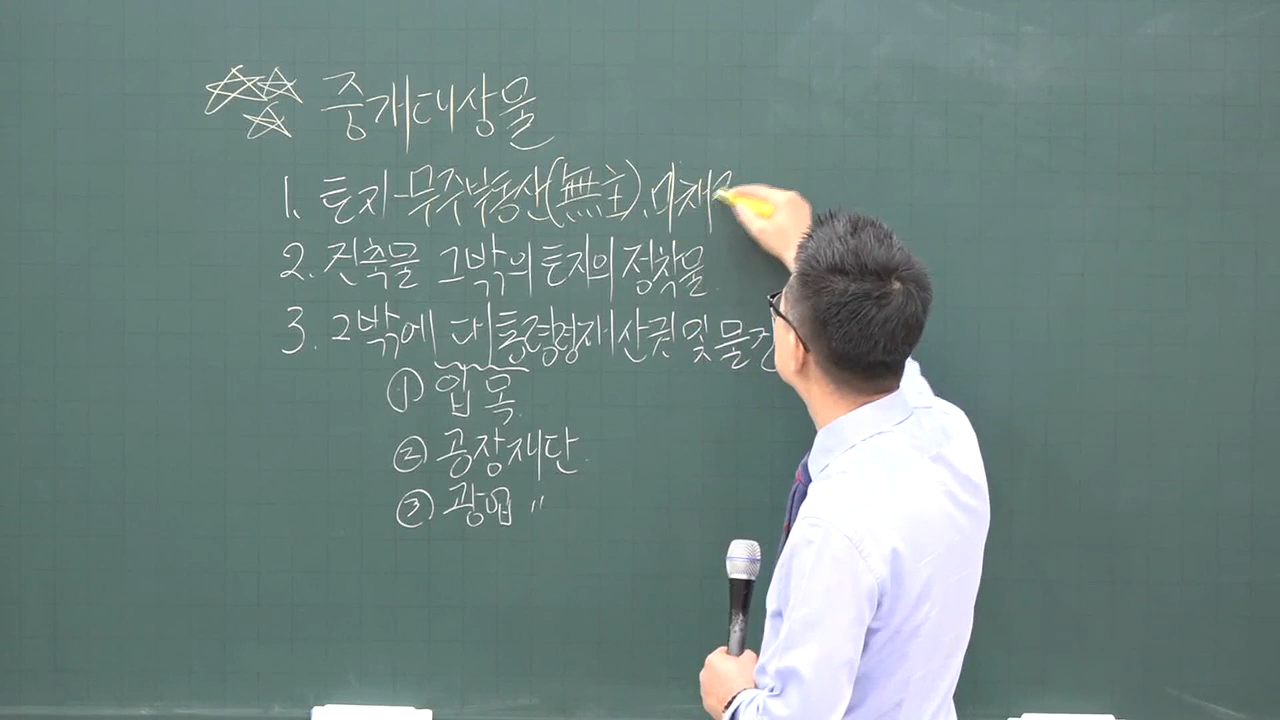 중개대상물
1. 토지-무주부동산(無主), 미채
2. 건축물 그밖의 토지의 정착물
3. 그밖에 대통령령재산권 및 물건
① 입목
② 공장재단
③ 광업 〃